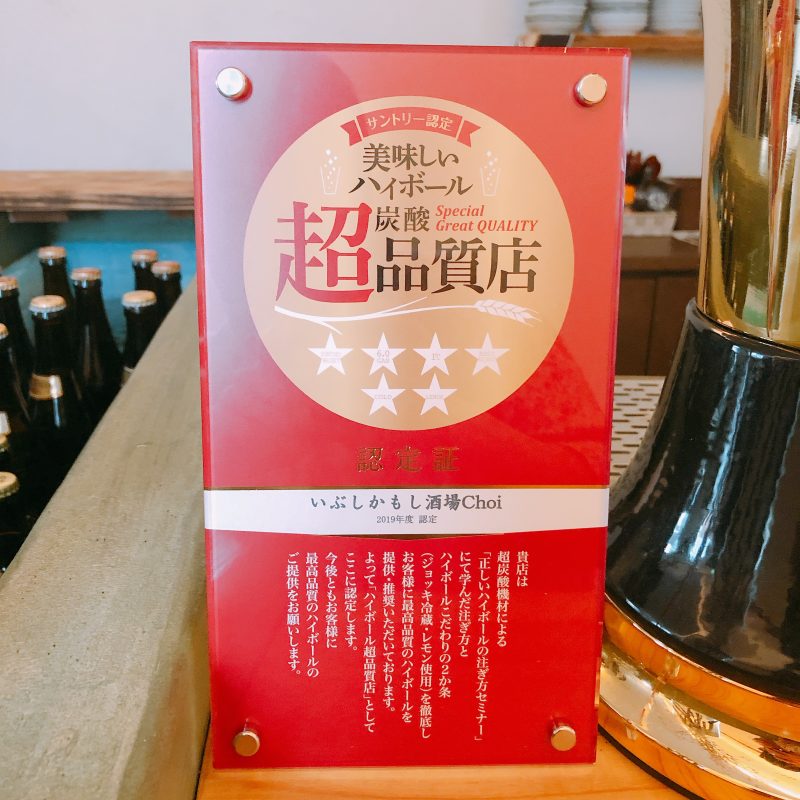 サントリー認定
美味しい
ハイボール
超炭酸 Special
Great QUALITY
品質店
COLD
認定証
いぶしかもし酒場Choi
2019年度 認定
貴店は
超炭酸機材による
「正しいハイボールの注ぎ方セミナー」
にて学んだ注ぎ方と
ハイボールこだわりの2か条
(ジョッキ冷蔵・レモン使用)を徹底し
お客様に最高品質のハイボールを
提供・推奨いただいております。
よって「ハイボール超品質店」として
ここに認定します。
今後ともお客様に
最高品質のハイボールの
ご提供をお願いします。